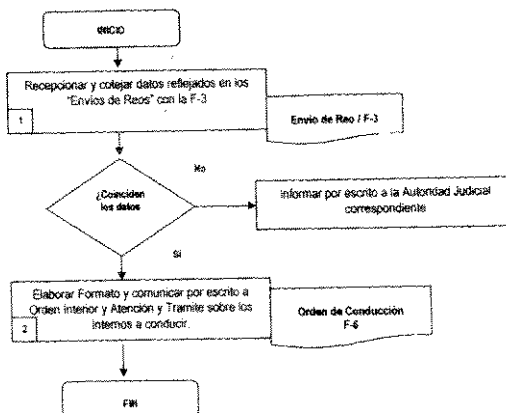 INICIO
Recepcionar y cotejar datos reflejados en los
"Envios de Reos" con la F-3
1
Envio de Reo / F-3
No
¿Coinciden
los datos
Informar por escrito a la Autoridad Judicial
correspondiente
Si
Elaborar Formato y comunicar por escrito a
Orden Interior y Atención y Tramite sobre los
internos a conducir.
2
Orden de Conducción
F-6
FIN